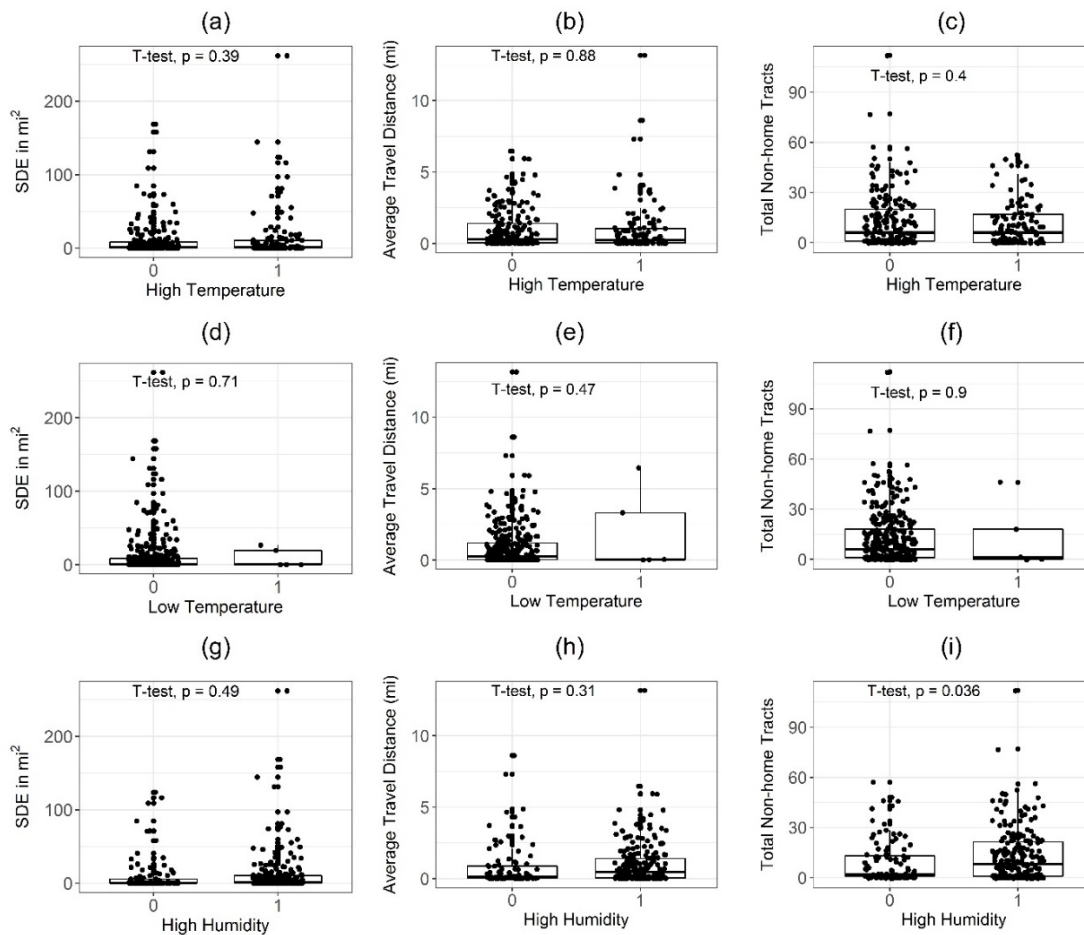 (a)
T-test, p = 0.39
SDE in mi²
200
100
0
0 1
High Temperature
(b)
T-test, p = 0.88
Average Travel Distance (mi)
10
5
0
0 1
High Temperature
(c)
T-test, p = 0.4
Total Non-home Tracts
90
60
30
0
0 1
High Temperature
(d)
T-test, p = 0.71
SDE in mi²
200
100
0
0 1
Low Temperature
(e)
T-test, p = 0.47
Average Travel Distance (mi)
10
5
0
0 1
Low Temperature
(f)
T-test, p = 0.9
Total Non-home Tracts
90
60
30
0
0 1
Low Temperature
(g)
T-test, p = 0.49
SDE in mi²
200
100
0
0 1
High Humidity
(h)
T-test, p = 0.31
Average Travel Distance (mi)
10
5
0
0 1
High Humidity
(i)
T-test, p = 0.036
Total Non-home Tracts
90
60
30
0
0 1
High Humidity